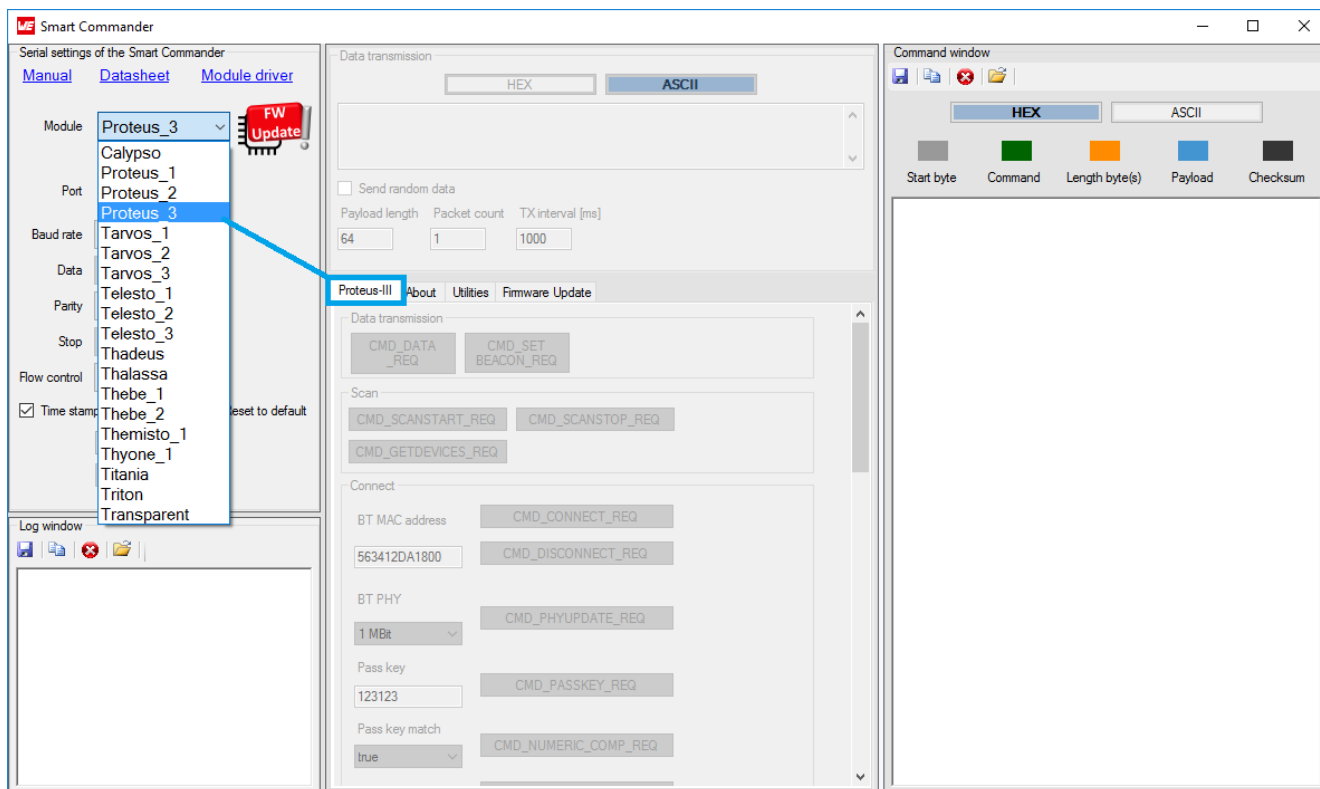 Smart Commander
Serial settings of the Smart Commander
Manual Datasheet Module driver
Module Proteus_3
FW
Update
Calypso
Proteus_1
Port Proteus_2
Proteus_3
Baud rate Tarvos_1
Tarvos_2
Data Tarvos_3
Telesto_1
Parity Telesto_2
Stop Telesto_3
Thadeus
Flow control Thalassa
Thebe_1
Time stamp Thebe_2 Reset to default
Themisto_1
Thyone_1
Titania
Triton
Transparent
Log window
Data transmission
HEX ASCII
Send random data
Payload length Packet count TX interval [ms]
64 1 1000
Proteus-III About Utilities Firmware Update
Data transmission
CMD_DATA
_REQ
CMD_SET
BEACON_REQ
Scan
CMD_SCANSTART_REQ CMD_SCANSTOP_REQ
CMD_GETDEVICES_REQ
Connect
BT MAC address CMD_CONNECT_REQ
563412DA1800 CMD_DISCONNECT_REQ
BT PHY
1 MBit CMD_PHYUPDATE_REQ
Pass key
123123 CMD_PASSKEY_REQ
Pass key match
true CMD_NUMERIC_COMP_REQ
Command window
HEX ASCII
Start byte Command Length byte(s) Payload Checksum